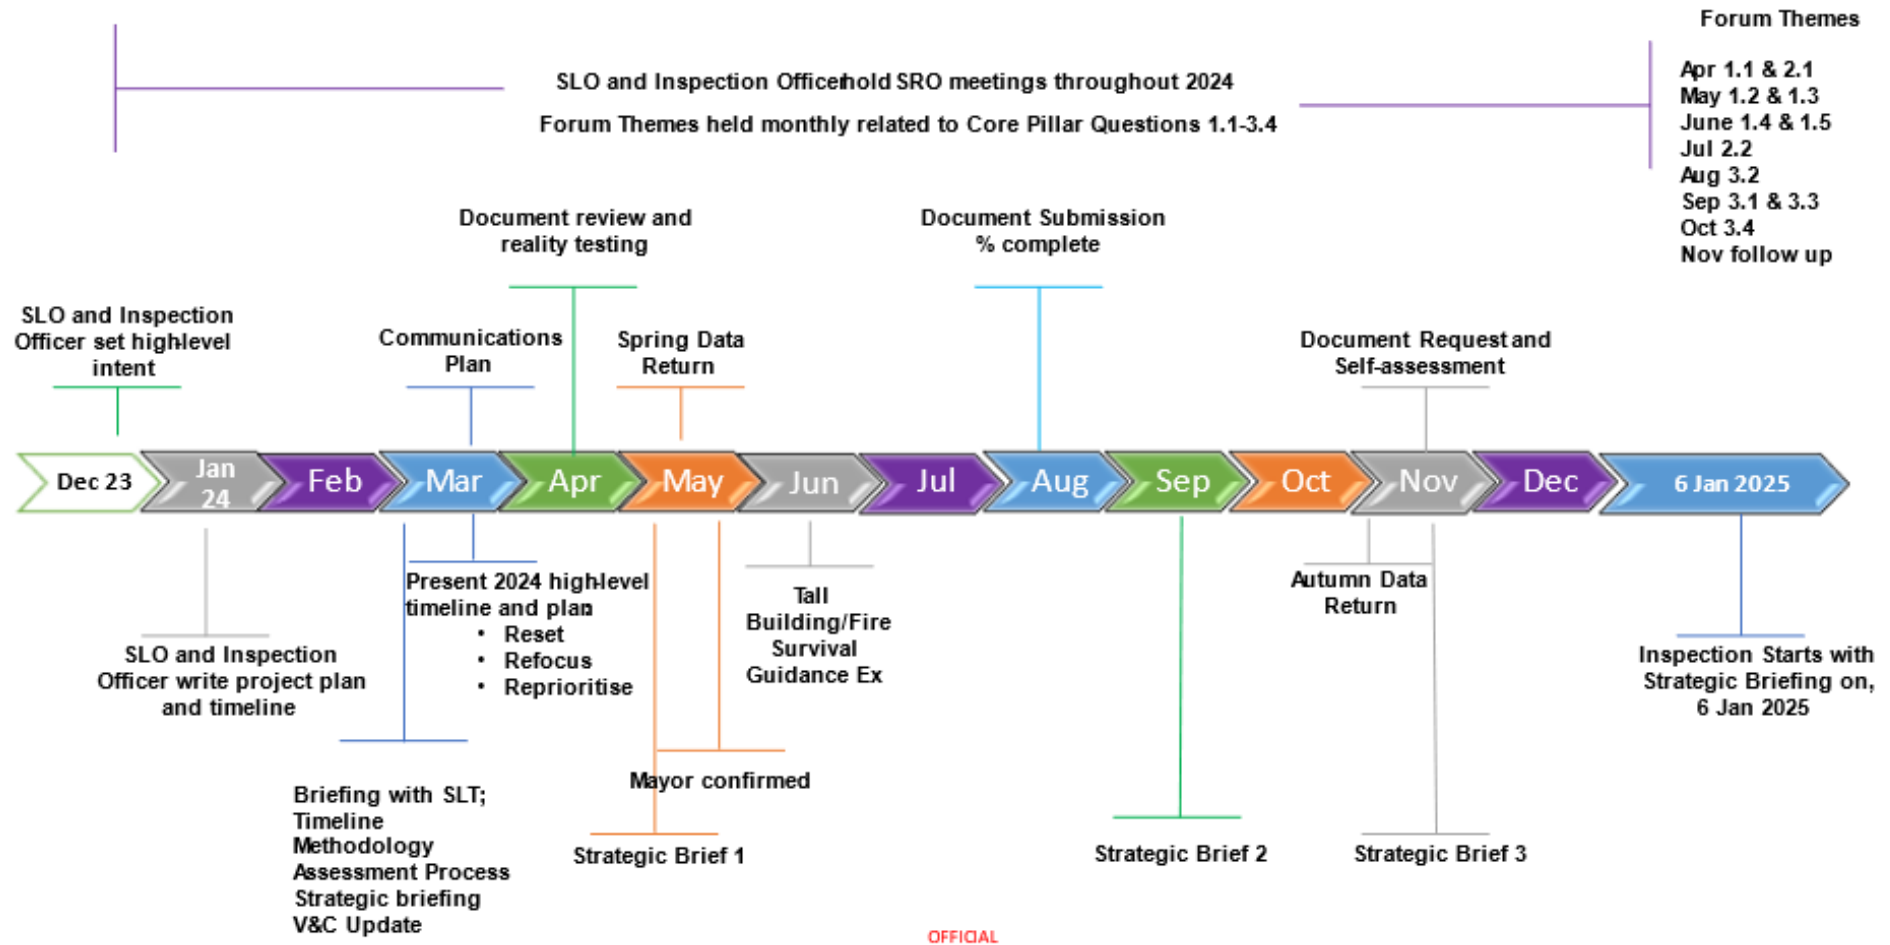 Forum Themes
Apr 1.1 & 2.1
May 1.2 & 1.3
June 1.4 & 1.5
Jul 2.2
Aug 3.2
Sep 3.1 & 3.3
Oct 3.4
Nov follow up
SLO and Inspection Officer hold SRO meetings throughout 2024
Forum Themes held monthly related to Core Pillar Questions 1.1-3.4
Document review and
reality testing
Document Submission
% complete
SLO and Inspection
Officer set high-level
intent
Communications
Plan
Spring Data
Return
Document Request and
Self-assessment
Dec 23
Jan
24
Feb
Mar
Apr
May
Jun
Jul
Aug
Sep
Oct
Nov
Dec
6 Jan 2025
SLO and Inspection
Officer write project plan
and timeline
Present 2024 high-level
timeline and plan:
• Reset
• Refocus
• Reprioritise
Briefing with SLT;
Timeline
Methodology
Assessment Process
Strategic briefing
V&C Update
Mayor confirmed
Strategic Brief 1
Tall
Building/Fire
Survival
Guidance Ex
Strategic Brief 2
Autumn Data
Return
Strategic Brief 3
Inspection Starts with
Strategic Briefing on,
6 Jan 2025
OFFICIAL